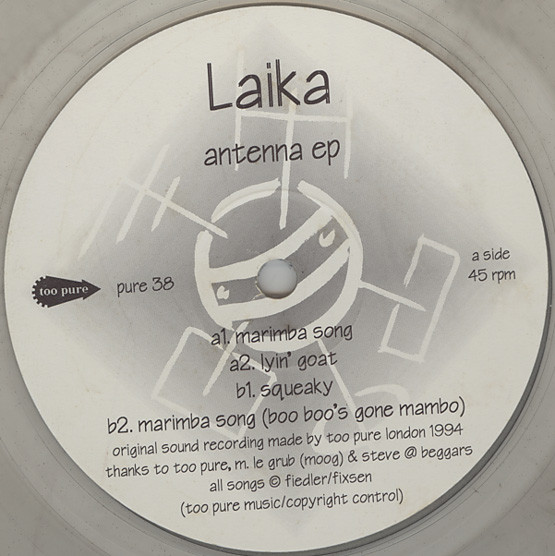 Laika
antenna ep
too pure
pure 38
a side
45 rpm
a1. marimba song
a2. lyin' goat
b1. squeaky
b2. marimba song (boo boo's gone mambo)
original sound recording made by too pure london 1994
thanks to too pure, m. le grub (moog) & steve @ beggars
all songs © fiedler/fixsen
(too pure music/copyright control)